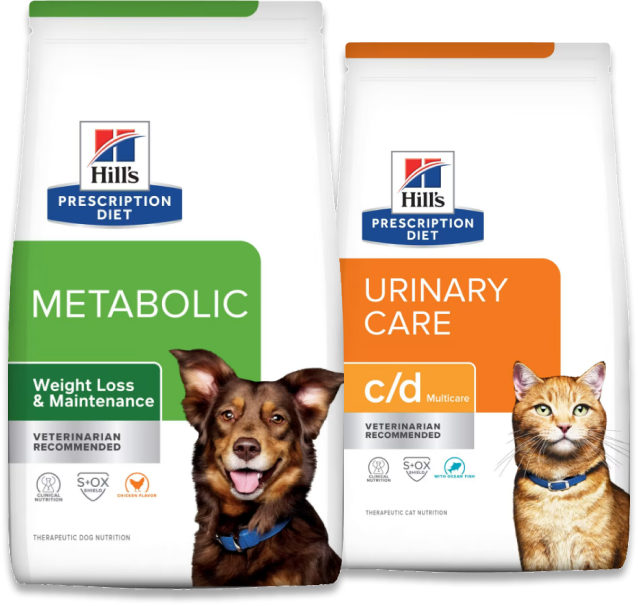 Hill's
PRESCRIPTION
DIET
METABOLIC
Weight Loss
& Maintenance
VETERINARIAN
RECOMMENDED
CLINICAL
NUTRITION
S+OX
SHIELD
CHICKEN FLAVOR
THERAPEUTIC DOG NUTRITION
Hill's
PRESCRIPTION
DIET
URINARY
CARE
c/d Multicare
VETERINARIAN
RECOMMENDED
CLINICAL
NUTRITION
S+OX
SHIELD
WITH OCEAN FISH
THERAPEUTIC CAT NUTRITION